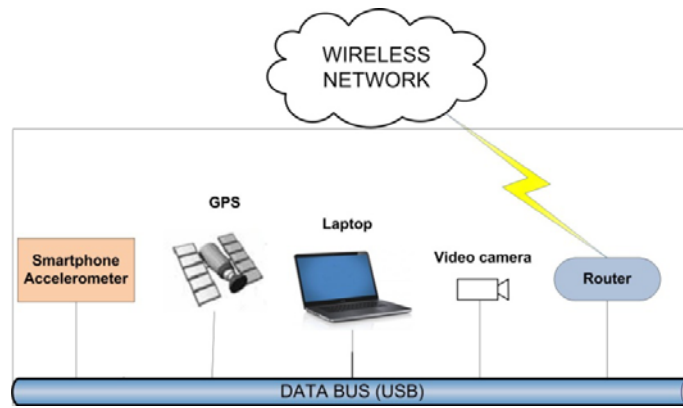 WIRELESS
NETWORK
GPS
Laptop
Smartphone
Accelerometer
Video camera
Router
DATA BUS (USB)